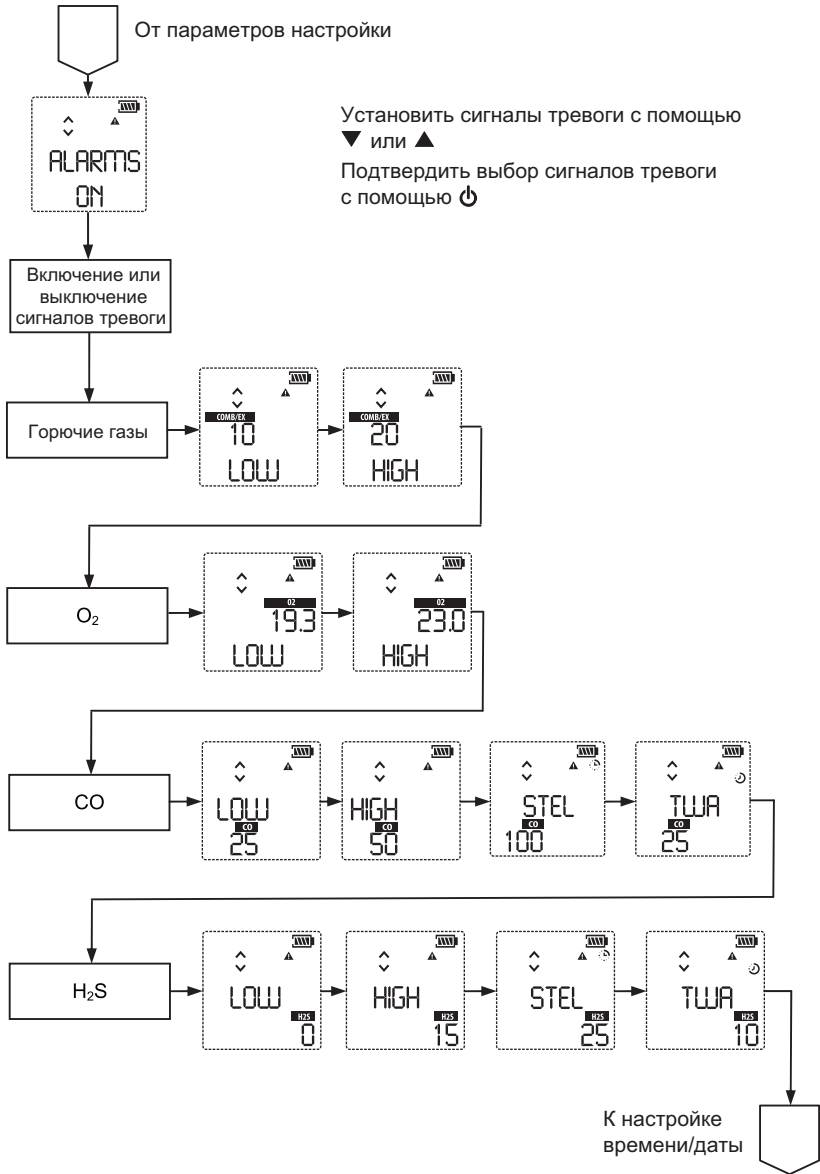 От параметров настройки
ALARMS
ON
Установить сигналы тревоги с помощью
▼ или ▲
Подтвердить выбор сигналов тревоги
с помощью ⏻
Включение или
выключение
сигналов тревоги
Горючие газы
COMB/EX
10
LOW
COMB/EX
20
HIGH
O₂
O2
19.3
LOW
O2
23.0
HIGH
CO
LOW
CO
25
HIGH
CO
50
STEL
CO
100
TWA
CO
25
H₂S
LOW
H2S
0
HIGH
H2S
15
STEL
H2S
25
TWA
H2S
10
К настройке
времени/даты